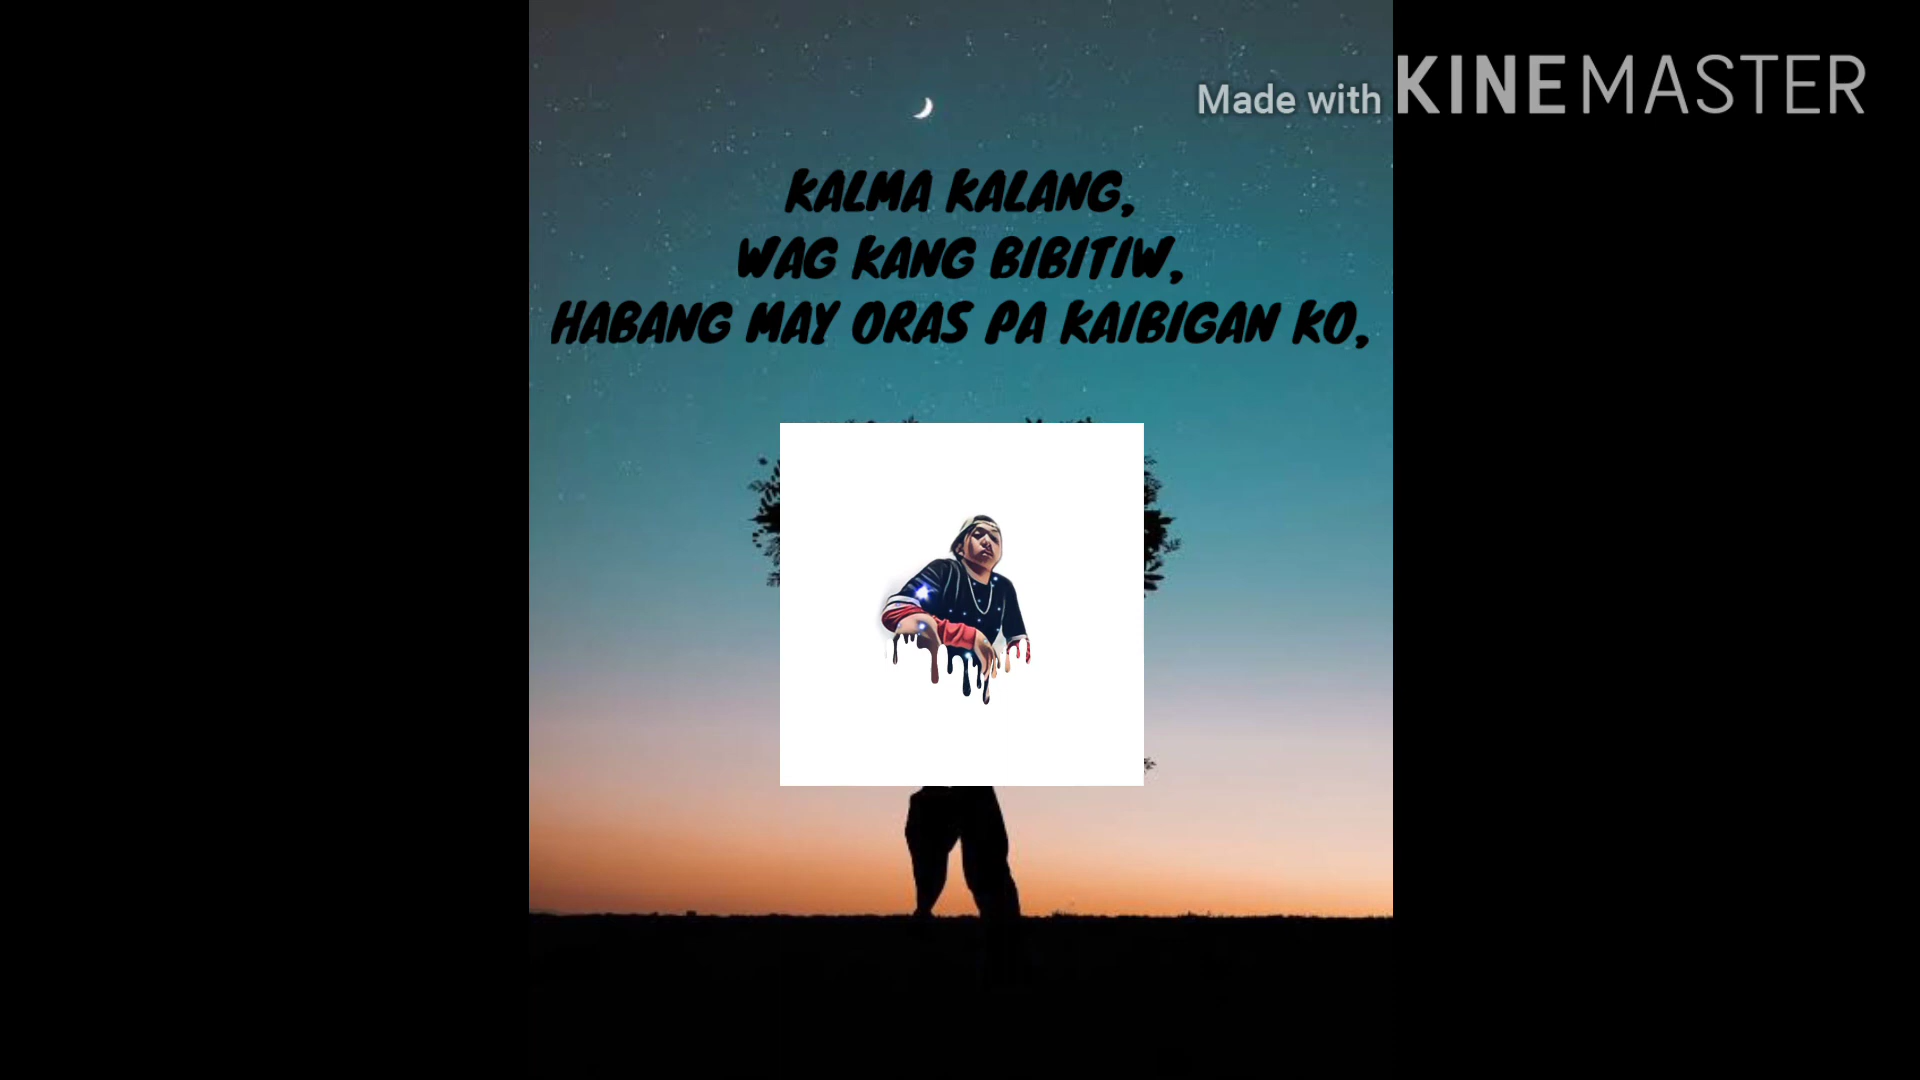 Made with KINEMASTER
KALMA KALANG,
WAG KANG BIBITIW,
HABANG MAY ORAS PA KAIBIGAN KO,